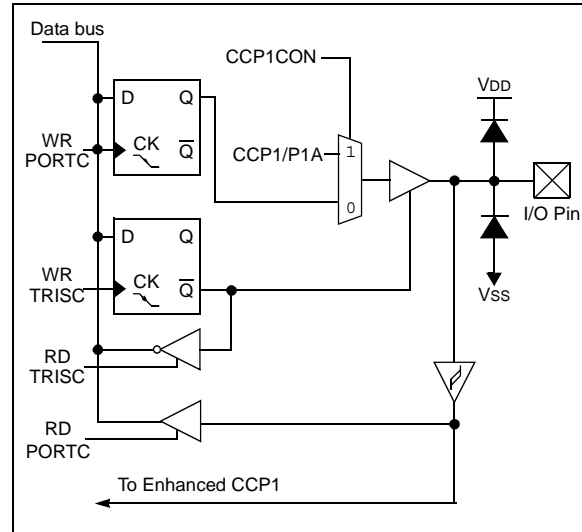 Data bus
CCP1CON
VDD
D
Q
WR
PORTC
CK
Q
CCP1/P1A
1
0
I/O Pin
D
Q
WR
TRISC
CK
Q
VSS
RD
TRISC
RD
PORTC
To Enhanced CCP1